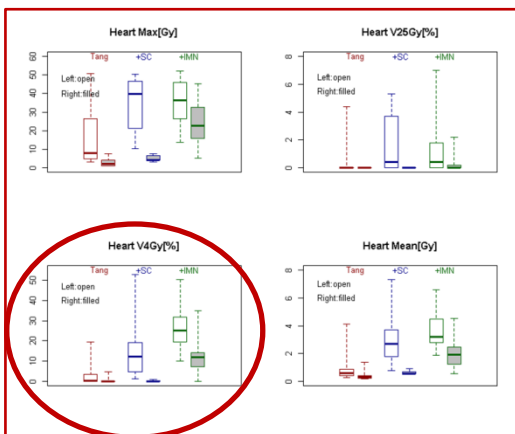 Heart Max[Gy]
Tang +SC +IMN
Left:open
Right:filled
60
50
40
30
20
10
0
Heart V25Gy[%]
Tang +SC +IMN
Left:open
Right:filled
8
6
4
2
0
Heart V4Gy[%]
Tang +SC +IMN
Left:open
Right:filled
50
40
30
20
10
0
Heart Mean[Gy]
Tang +SC +IMN
Left:open
Right:filled
8
6
4
2
0